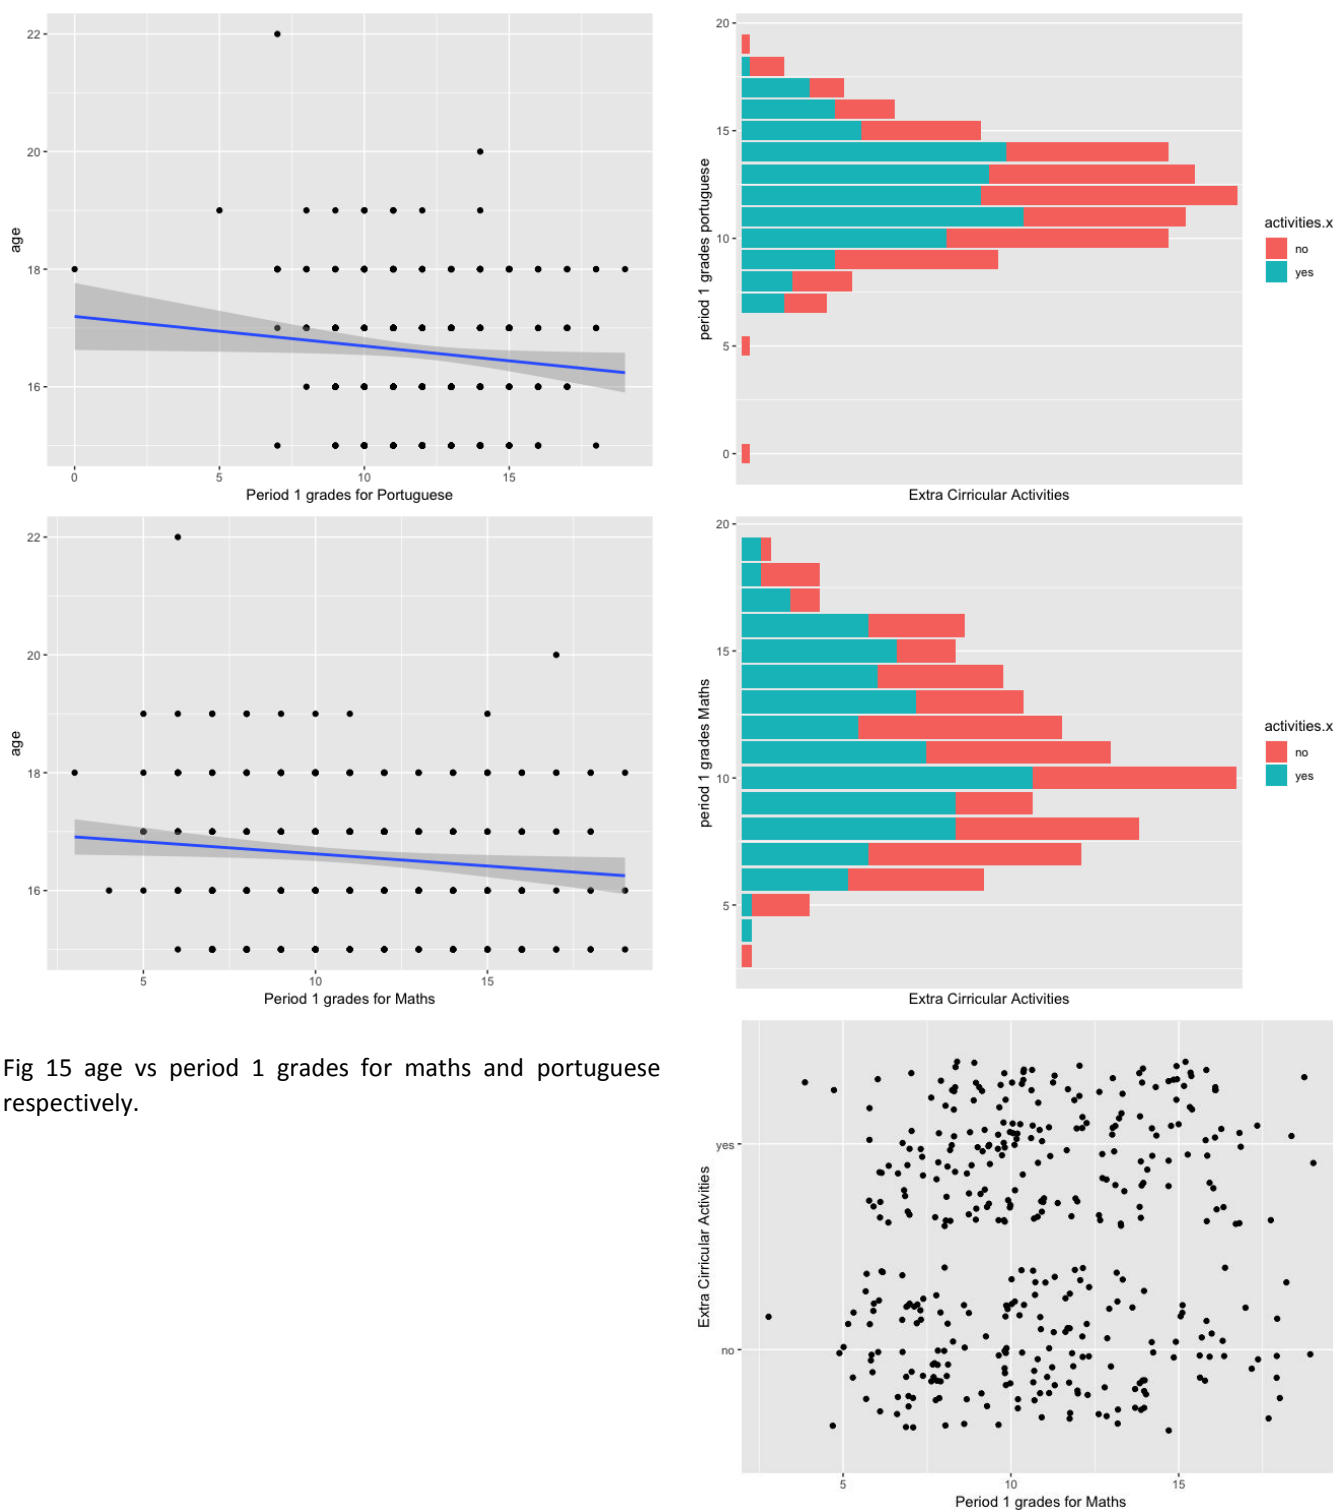 22
20
18
16
age
0
5
10
15
Period 1 grades for Portuguese
20
15
10
5
0
period 1 grades portuguese
Extra Cirricular Activities
activities.x
no
yes
22
20
18
16
age
5
10
15
Period 1 grades for Maths
20
15
10
5
period 1 grades Maths
Extra Cirricular Activities
activities.x
no
yes
Fig 15 age vs period 1 grades for maths and portuguese
respectively.
yes
no
Extra Cirricular Activities
5
10
15
Period 1 grades for Maths